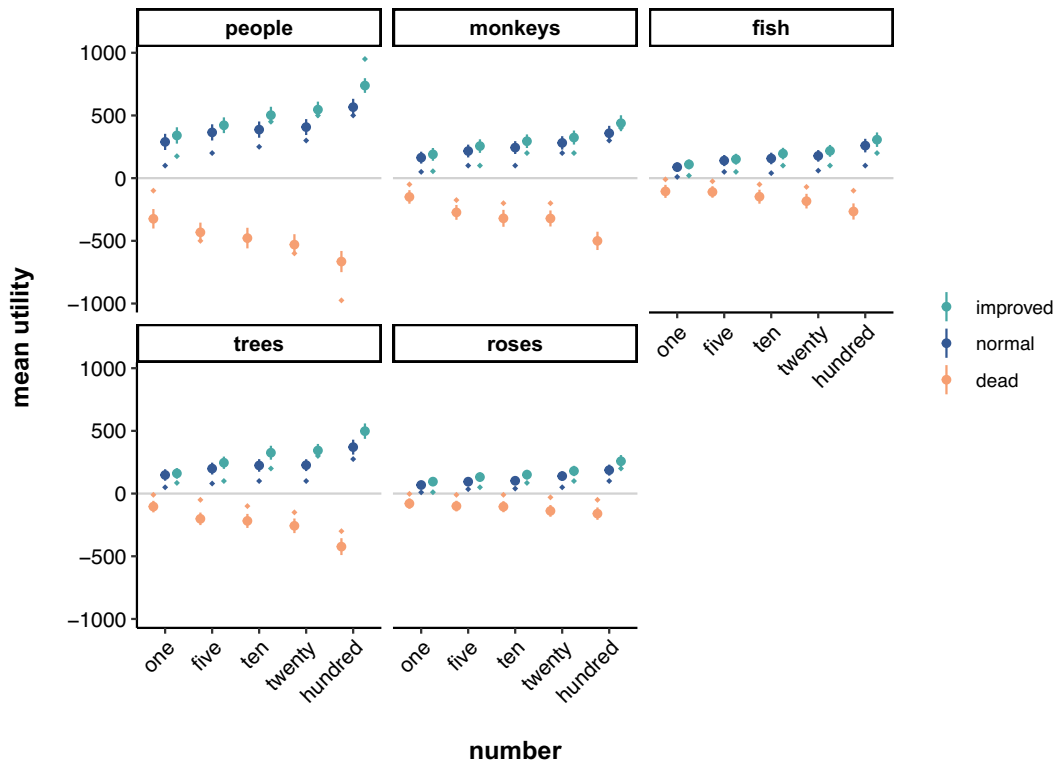 people
monkeys
fish
1000
500
0
−500
−1000
one
five
ten
twenty
hundred
trees
roses
1000
500
0
−500
−1000
one
five
ten
twenty
hundred
one
five
ten
twenty
hundred
mean utility
number
improved
normal
dead